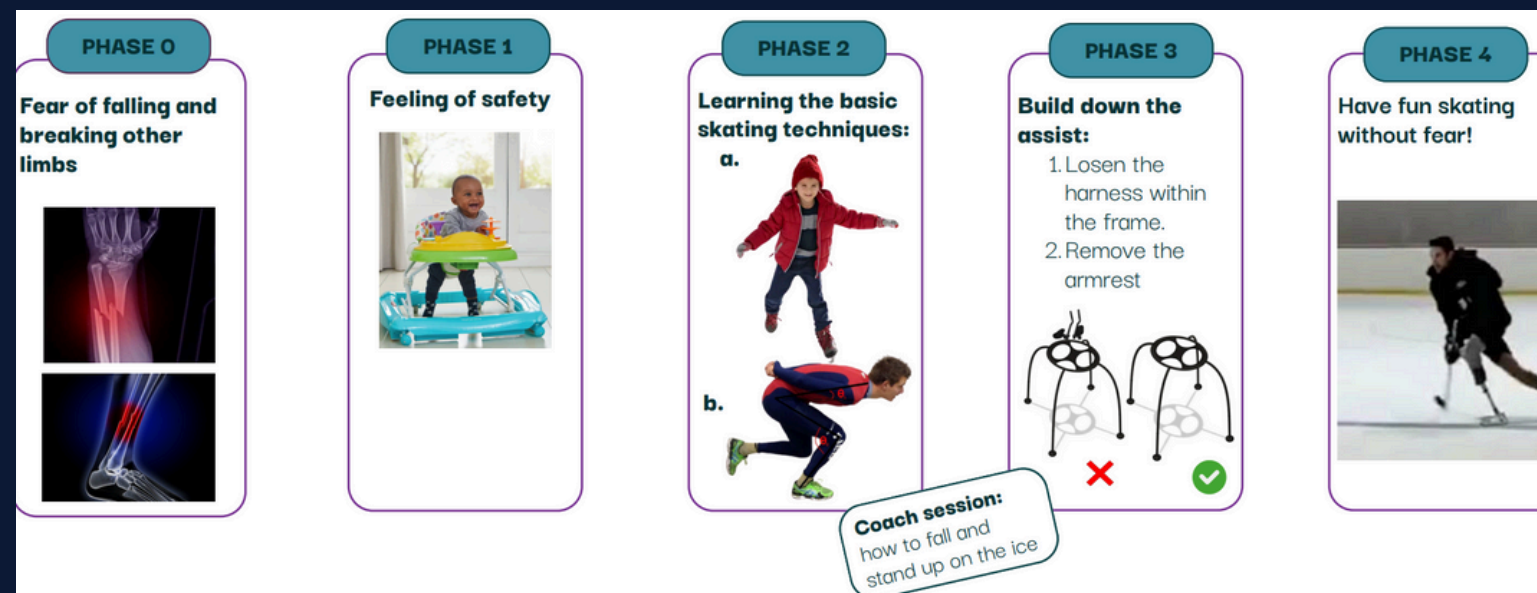 PHASE 0
Fear of falling and
breaking other
limbs
PHASE 1
Feeling of safety
PHASE 2
Learning the basic
skating techniques:
a.
b.
Coach session:
how to fall and
stand up on the ice
PHASE 3
Build down the
assist:
1. Losen the
harness within
the frame.
2. Remove the
armrest
PHASE 4
Have fun skating
without fear!